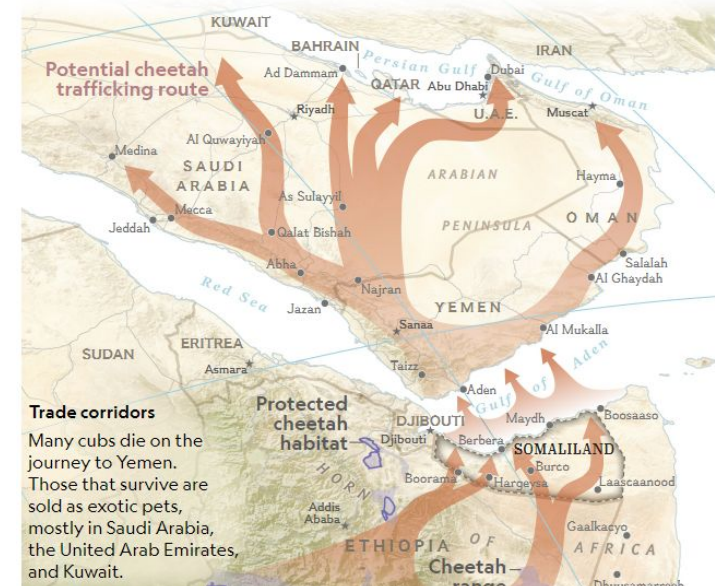 KUWAIT
BAHRAIN
Persian Gulf
IRAN
Potential cheetah
trafficking route
Ad Dammam
QATAR
Abu Dhabi
Dubai
Gulf of Oman
Riyadh
U.A.E.
Muscat
Al Quwayiyah
Medina
SAUDI
ARABIA
ARABIAN
PENINSULA
Hayma
As Sulayyil
OMAN
Mecca
Jeddah
Qalat Bishah
Salalah
Al Ghaydah
Abha
Najran
Red Sea
Jazan
YEMEN
Sanaa
Al Mukalla
SUDAN
ERITREA
Asmara
Taizz
Aden
Gulf of Aden
Trade corridors
Many cubs die on the
journey to Yemen.
Those that survive are
sold as exotic pets,
mostly in Saudi Arabia,
the United Arab Emirates,
and Kuwait.
Protected
cheetah
habitat
DJIBOUTI
Djibouti
Maydh
Boosaaso
Berbera
SOMALILAND
Burco
Boorama
Hargeysa
Laascaanood
HORN
OF
AFRICA
Addis
Ababa
ETHIOPIA
Gaalkacyo
Cheetah
range